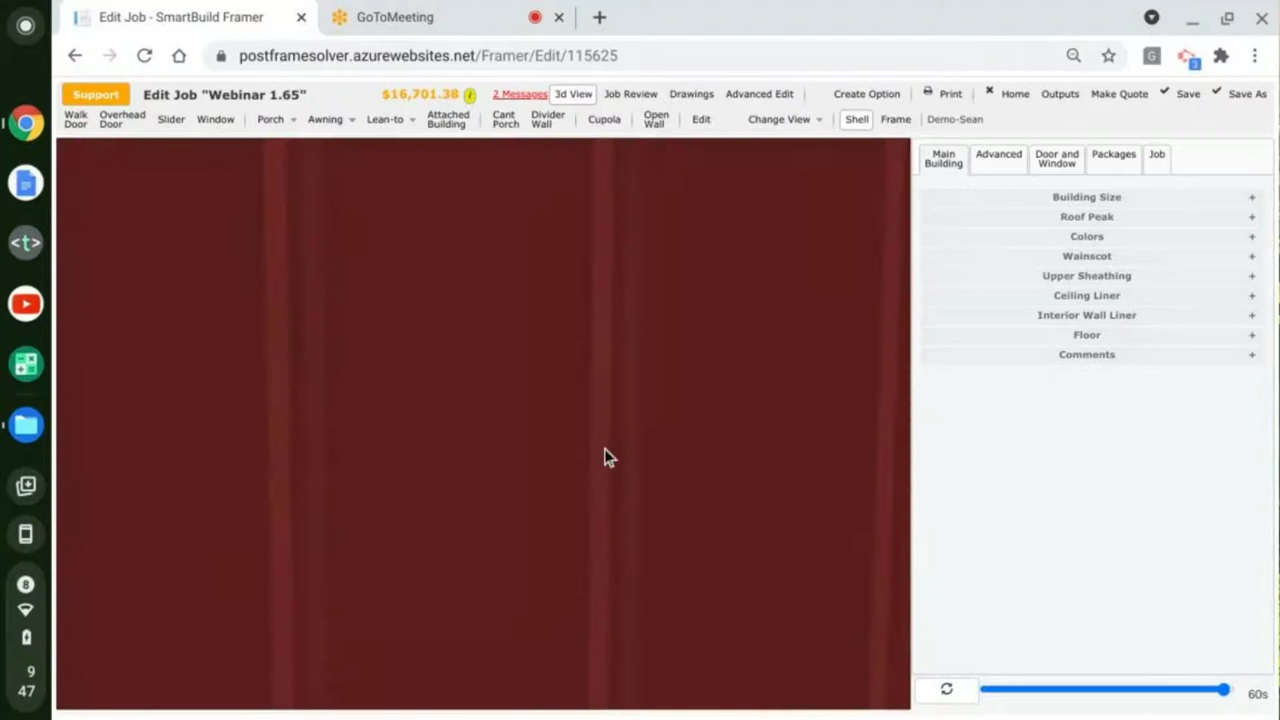 Edit Job - SmartBuild Framer
GoToMeeting
postframesolver.azurewebsites.net/Framer/Edit/115625
G
3
Support
Edit Job "Webinar 1.65"
$16,701.38
i
2 Messages
3d View
Job Review
Drawings
Advanced Edit
Create Option
Print
Home
Outputs
Make Quote
Save
Save As
Walk Door
Overhead Door
Slider
Window
Porch
Awning
Lean-to
Attached Building
Cant Porch
Divider Wall
Cupola
Open Wall
Edit
Change View
Shell
Frame
Demo-Sean
Main Building
Advanced
Door and Window
Packages
Job
Building Size +
Roof Peak +
Colors +
Wainscot +
Upper Sheathing +
Ceiling Liner +
Interior Wall Liner +
Floor +
Comments +
60s
<t>
8
9
47